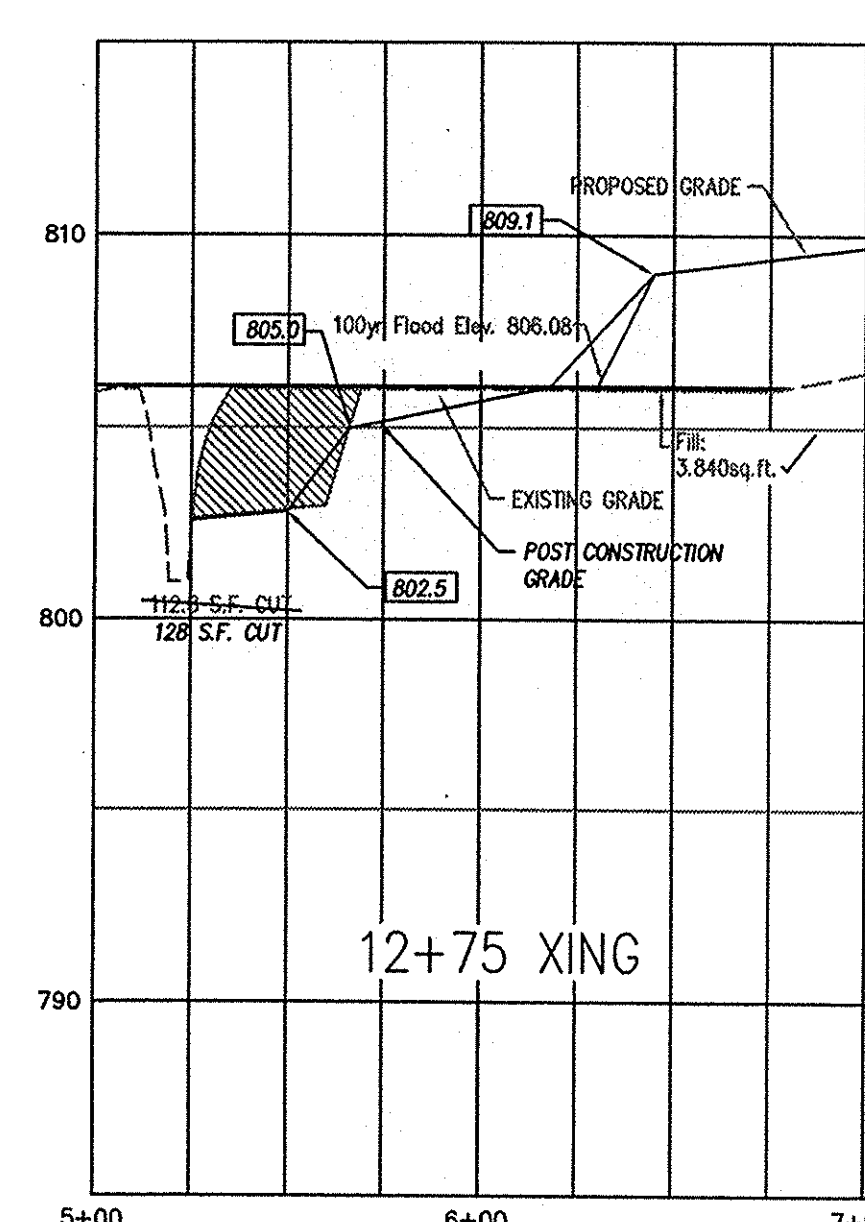 PROPOSED GRADE
810
809.1
805.0
100yr Flood Elev. 806.08
Fill:
3.840sq.ft.
EXISTING GRADE
POST CONSTRUCTION
GRADE
802.5
112.8 S.F. CUT
800
128 S.F. CUT
12+75 XING
790
5+00
6+00